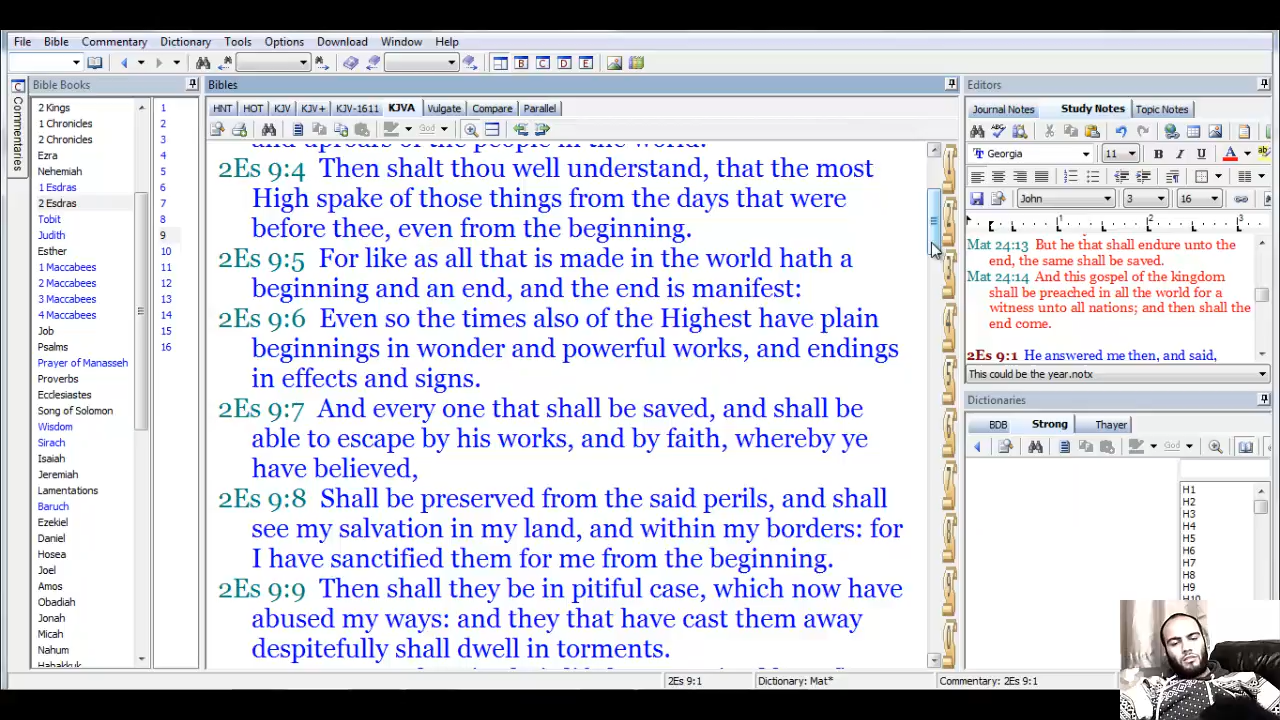 File Bible Commentary Dictionary Tools Options Download Window Help
God
B C D E
Bible Books
Commentaries
2 Kings
1 Chronicles
2 Chronicles
Ezra
Nehemiah
1 Esdras
2 Esdras
Tobit
Judith
Esther
1 Maccabees
2 Maccabees
3 Maccabees
4 Maccabees
Job
Psalms
Prayer of Manasseh
Proverbs
Ecclesiastes
Song of Solomon
Wisdom
Sirach
Isaiah
Jeremiah
Lamentations
Baruch
Ezekiel
Daniel
Hosea
Joel
Amos
Obadiah
Jonah
Micah
Nahum
Habakkuk
1
2
3
4
5
6
7
8
9
10
11
12
13
14
15
16
Bibles
HNT HOT KJV KJV+ KJV-1611 KJVA Vulgate Compare Parallel
and uproars of the people in the world:
2Es 9:4 Then shalt thou well understand, that the most
High spake of those things from the days that were
before thee, even from the beginning.
2Es 9:5 For like as all that is made in the world hath a
beginning and an end, and the end is manifest:
2Es 9:6 Even so the times also of the Highest have plain
beginnings in wonder and powerful works, and endings
in effects and signs.
2Es 9:7 And every one that shall be saved, and shall be
able to escape by his works, and by faith, whereby ye
have believed,
2Es 9:8 Shall be preserved from the said perils, and shall
see my salvation in my land, and within my borders: for
I have sanctified them for me from the beginning.
2Es 9:9 Then shall they be in pitiful case, which now have
abused my ways: and they that have cast them away
despitefully shall dwell in torments.
Editors
Journal Notes Study Notes Topic Notes
Georgia 11 B I U A ab
John 3 16
1 2 3
Mat 24:13 But he that shall endure unto the
end, the same shall be saved.
Mat 24:14 And this gospel of the kingdom
shall be preached in all the world for a
witness unto all nations; and then shall the
end come.
2Es 9:1 He answered me then, and said,
This could be the year.notx
Dictionaries
BDB Strong Thayer
God
H1
H2
H3
H4
H5
H6
H7
H8
H9
H10
2Es 9:1 Dictionary: Mat* Commentary: 2Es 9:1